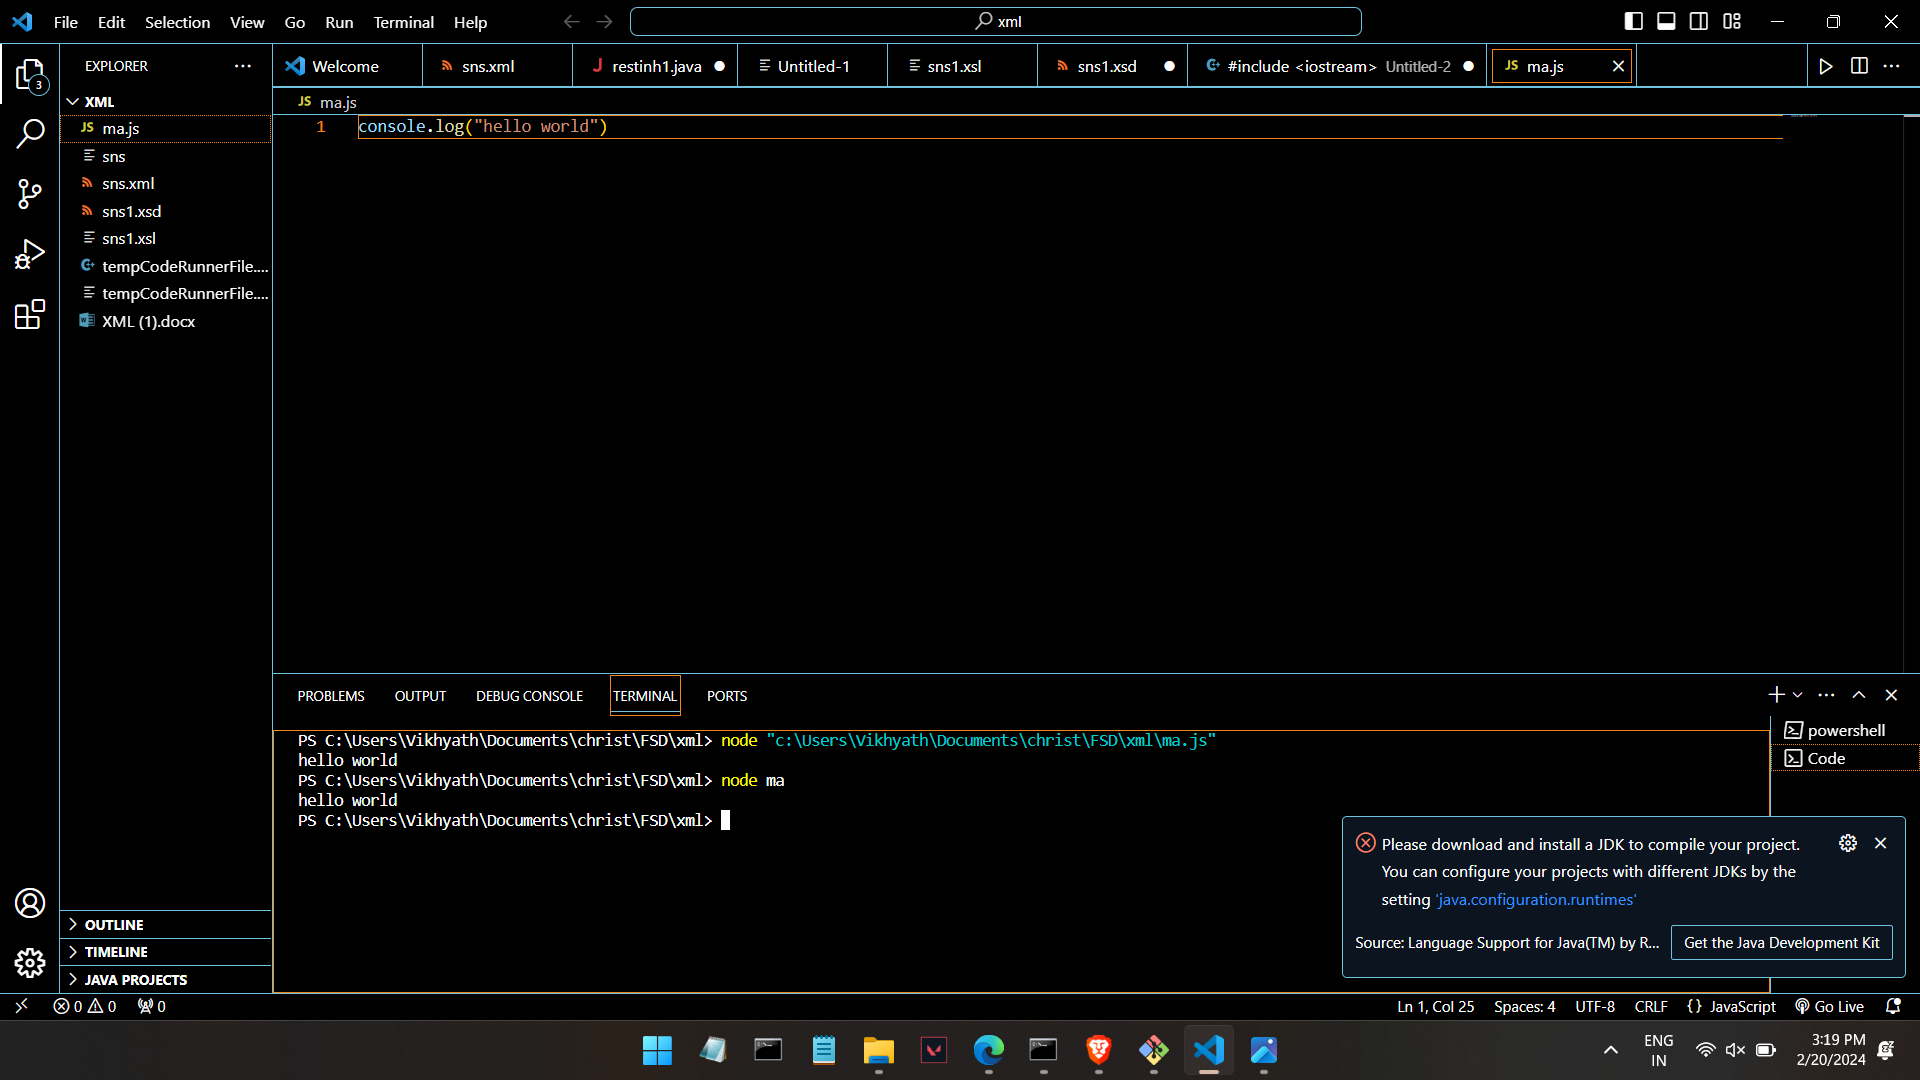 File Edit Selection View Go Run Terminal Help
xml
EXPLORER
3
Welcome
sns.xml
J restinh1.java
Untitled-1
sns1.xsl
sns1.xsd
#include <iostream> Untitled-2
JS ma.js
XML
JS ma.js
sns
sns.xml
sns1.xsd
sns1.xsl
tempCodeRunnerFile....
tempCodeRunnerFile....
XML (1).docx
JS ma.js
1 console.log("hello world")
PROBLEMS OUTPUT DEBUG CONSOLE TERMINAL PORTS
PS C:\Users\Vikhyath\Documents\christ\FSD\xml> node "c:\Users\Vikhyath\Documents\christ\FSD\xml\ma.js"
hello world
PS C:\Users\Vikhyath\Documents\christ\FSD\xml> node ma
hello world
PS C:\Users\Vikhyath\Documents\christ\FSD\xml>
powershell
Code
Please download and install a JDK to compile your project.
You can configure your projects with different JDKs by the
setting 'java.configuration.runtimes'
Source: Language Support for Java(TM) by R...
Get the Java Development Kit
OUTLINE
TIMELINE
JAVA PROJECTS
0 0 0
Ln 1, Col 25 Spaces: 4 UTF-8 CRLF {} JavaScript Go Live
ENG
IN
3:19 PM
2/20/2024